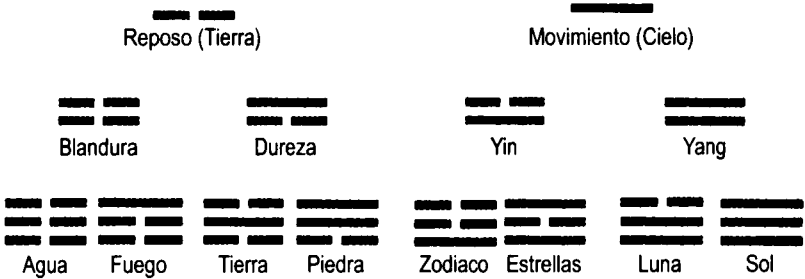 Reposo (Tierra) Movimiento (Cielo)
Blandura Dureza Yin Yang
Agua Fuego Tierra Piedra Zodiaco Estrellas Luna Sol